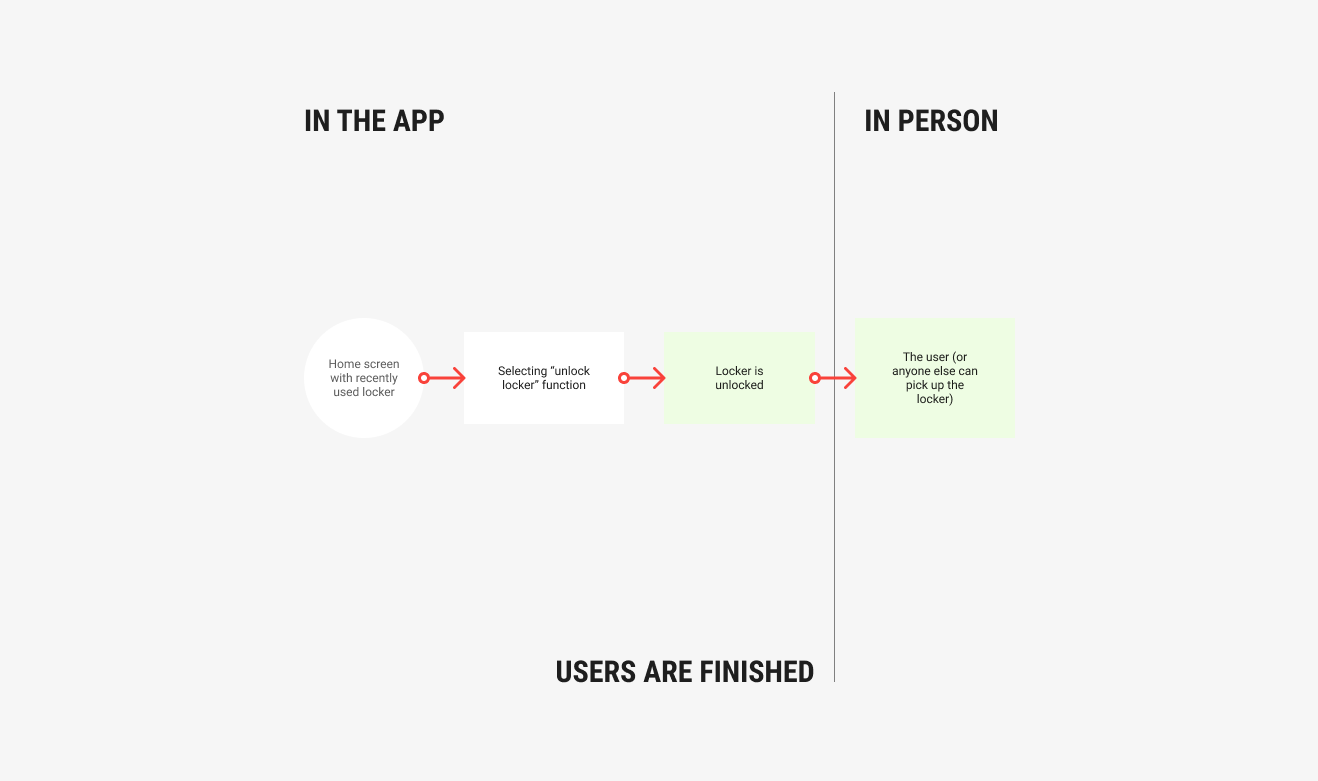 IN THE APP
IN PERSON
Home screen
with recently
used locker
Selecting “unlock
locker” function
Locker is
unlocked
The user (or
anyone else can
pick up the
locker)
USERS ARE FINISHED